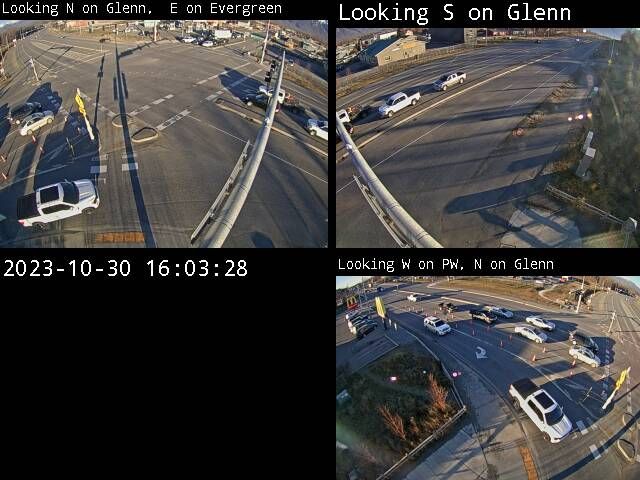 Looking N on Glenn,  E on Evergreen
Looking S on Glenn
2023-10-30 16:03:28
Looking W on PW, N on Glenn